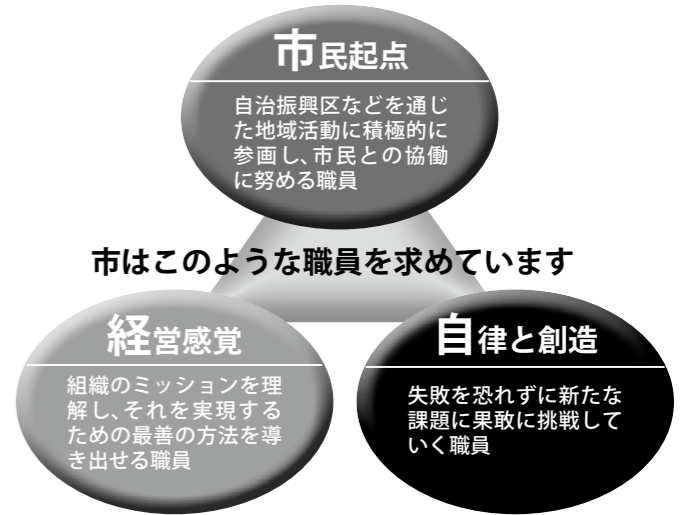 市民起点
自治振興区などを通じ
た地域活動に積極的に
参画し、市民との協働
に努める職員
市はこのような職員を求めています
経営感覚
組織のミッションを理
解し、それを実現する
ための最善の方法を導
き出せる職員
自律と創造
失敗を恐れずに新たな
課題に果敢に挑戦して
いく職員